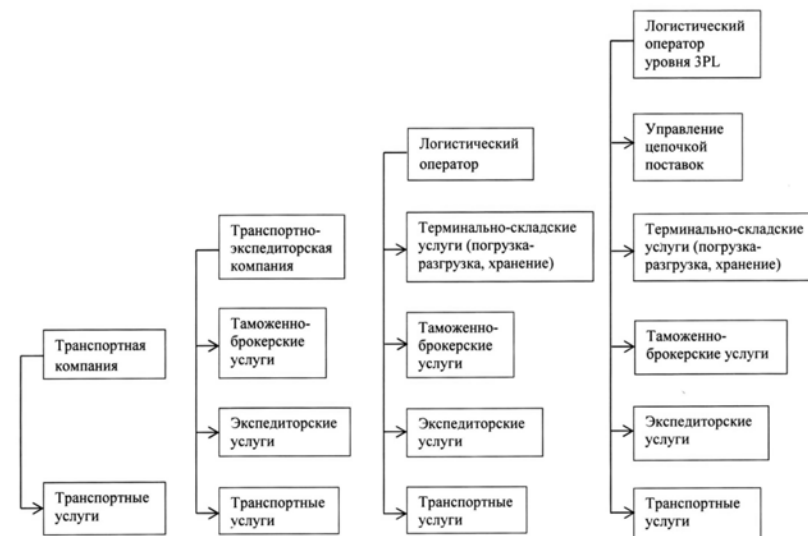 Транспортная
компания
Транспортные
услуги
Транспортно-
экспедиторская
компания
Таможенно-
брокерские
услуги
Экспедиторские
услуги
Транспортные
услуги
Логистический
оператор
Терминально-складские
услуги (погрузка-
разгрузка, хранение)
Таможенно-
брокерские
услуги
Экспедиторские
услуги
Транспортные
услуги
Логистический
оператор
уровня 3PL
Управление
цепочкой
поставок
Терминально-складские
услуги (погрузка-
разгрузка, хранение)
Таможенно-
брокерские услуги
Экспедиторские
услуги
Транспортные
услуги